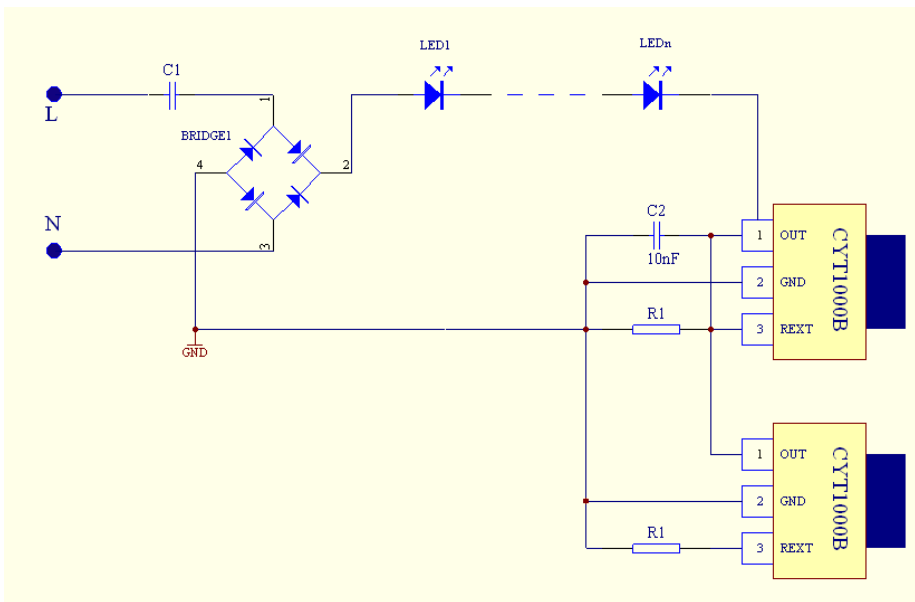 LED1
LEDn
C1
L
BRIDGE1
1
4
2
3
N
GND
C2
10nF
1 OUT
2 GND
3 REXT
CYT1000B
R1
1 OUT
2 GND
3 REXT
CYT1000B
R1